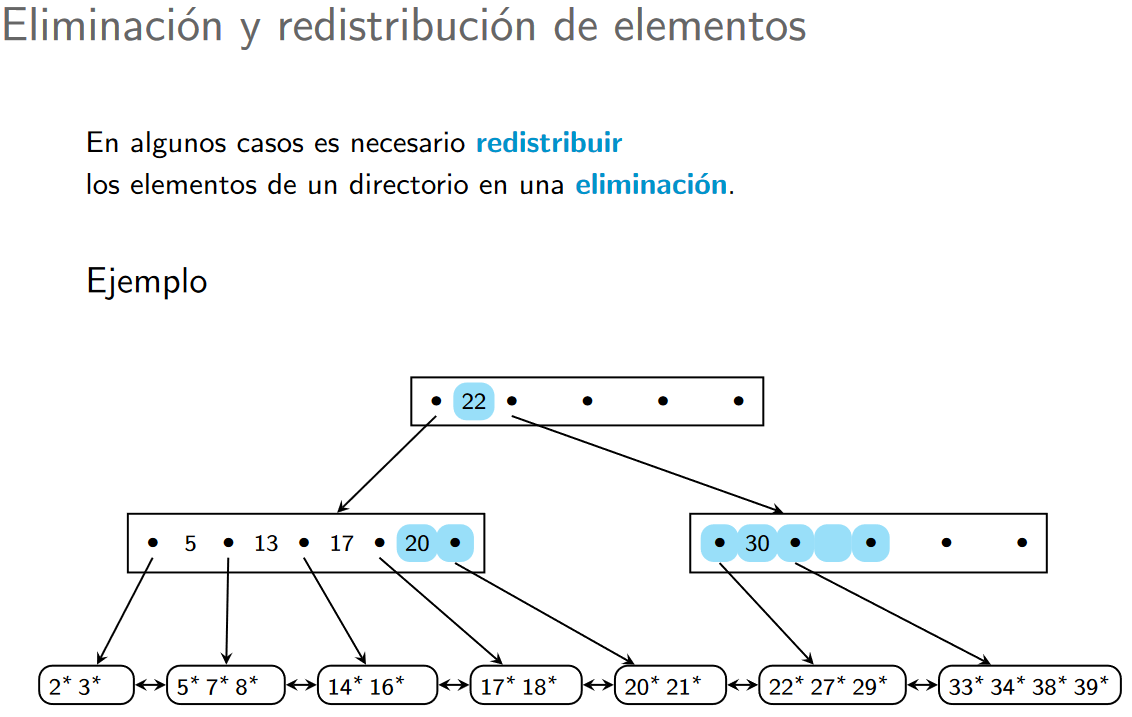 Eliminación y redistribución de elementos
En algunos casos es necesario redistribuir
los elementos de un directorio en una eliminación.
Ejemplo
• 22 • • • •
• 5 • 13 • 17 • 20 • • 30 • • • •
2* 3* 5* 7* 8* 14* 16* 17* 18* 20* 21* 22* 27* 29* 33* 34* 38* 39*